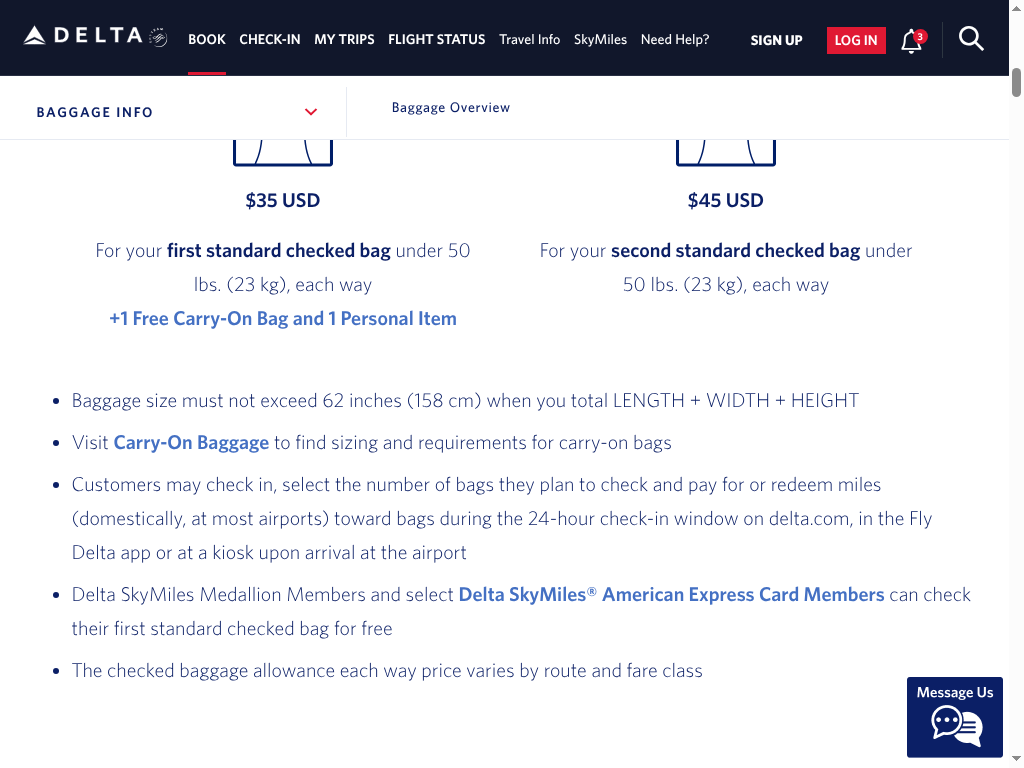 DELTA
BOOK CHECK-IN MY TRIPS FLIGHT STATUS Travel Info SkyMiles Need Help? SIGN UP LOG IN 3
BAGGAGE INFO
Baggage Overview
$35 USD
For your first standard checked bag under 50
lbs. (23 kg), each way
+1 Free Carry-On Bag and 1 Personal Item
$45 USD
For your second standard checked bag under
50 lbs. (23 kg), each way
• Baggage size must not exceed 62 inches (158 cm) when you total LENGTH + WIDTH + HEIGHT
• Visit Carry-On Baggage to find sizing and requirements for carry-on bags
• Customers may check in, select the number of bags they plan to check and pay for or redeem miles
(domestically, at most airports) toward bags during the 24-hour check-in window on delta.com, in the Fly
Delta app or at a kiosk upon arrival at the airport
• Delta SkyMiles Medallion Members and select Delta SkyMiles® American Express Card Members can check
their first standard checked bag for free
• The checked baggage allowance each way price varies by route and fare class
Message Us